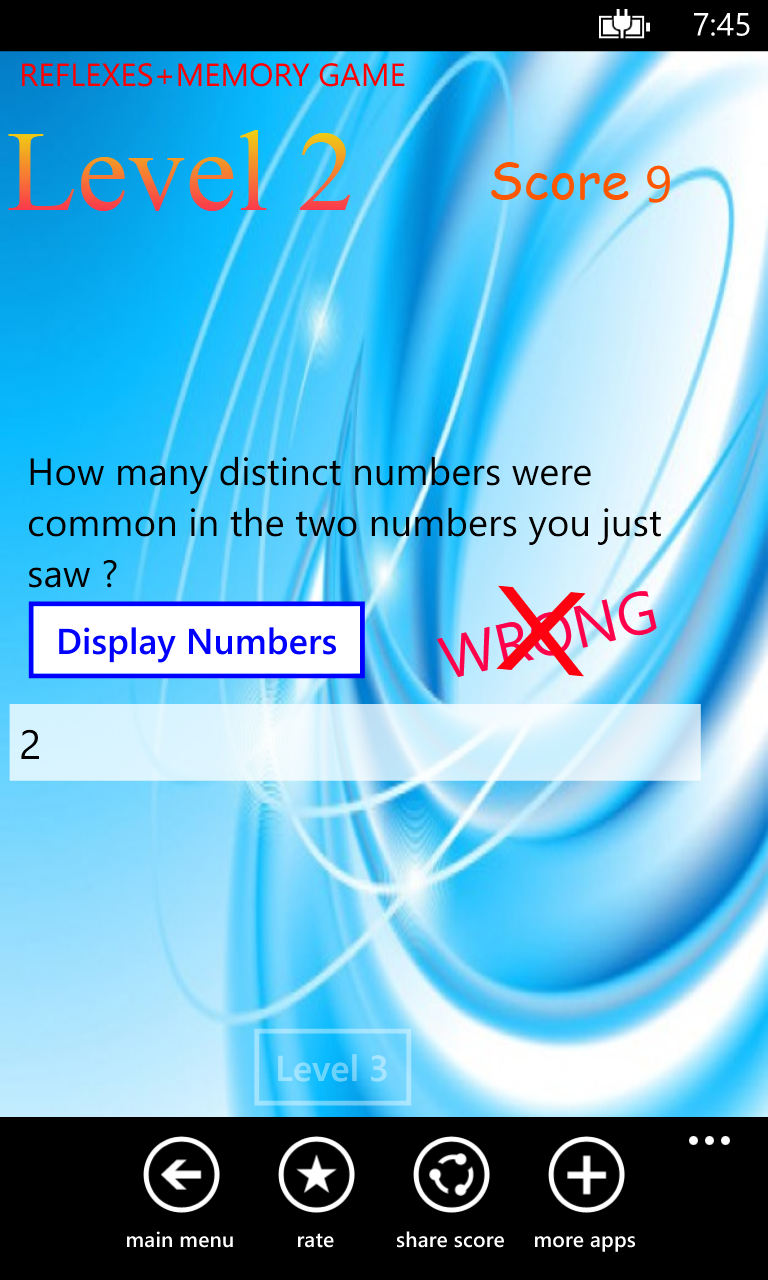 7:45
REFLEXES+MEMORY GAME
Level 2
Score 9
How many distinct numbers were
common in the two numbers you just
saw ?
Display Numbers
WRONG
2
Level 3
main menu
rate
share score
more apps